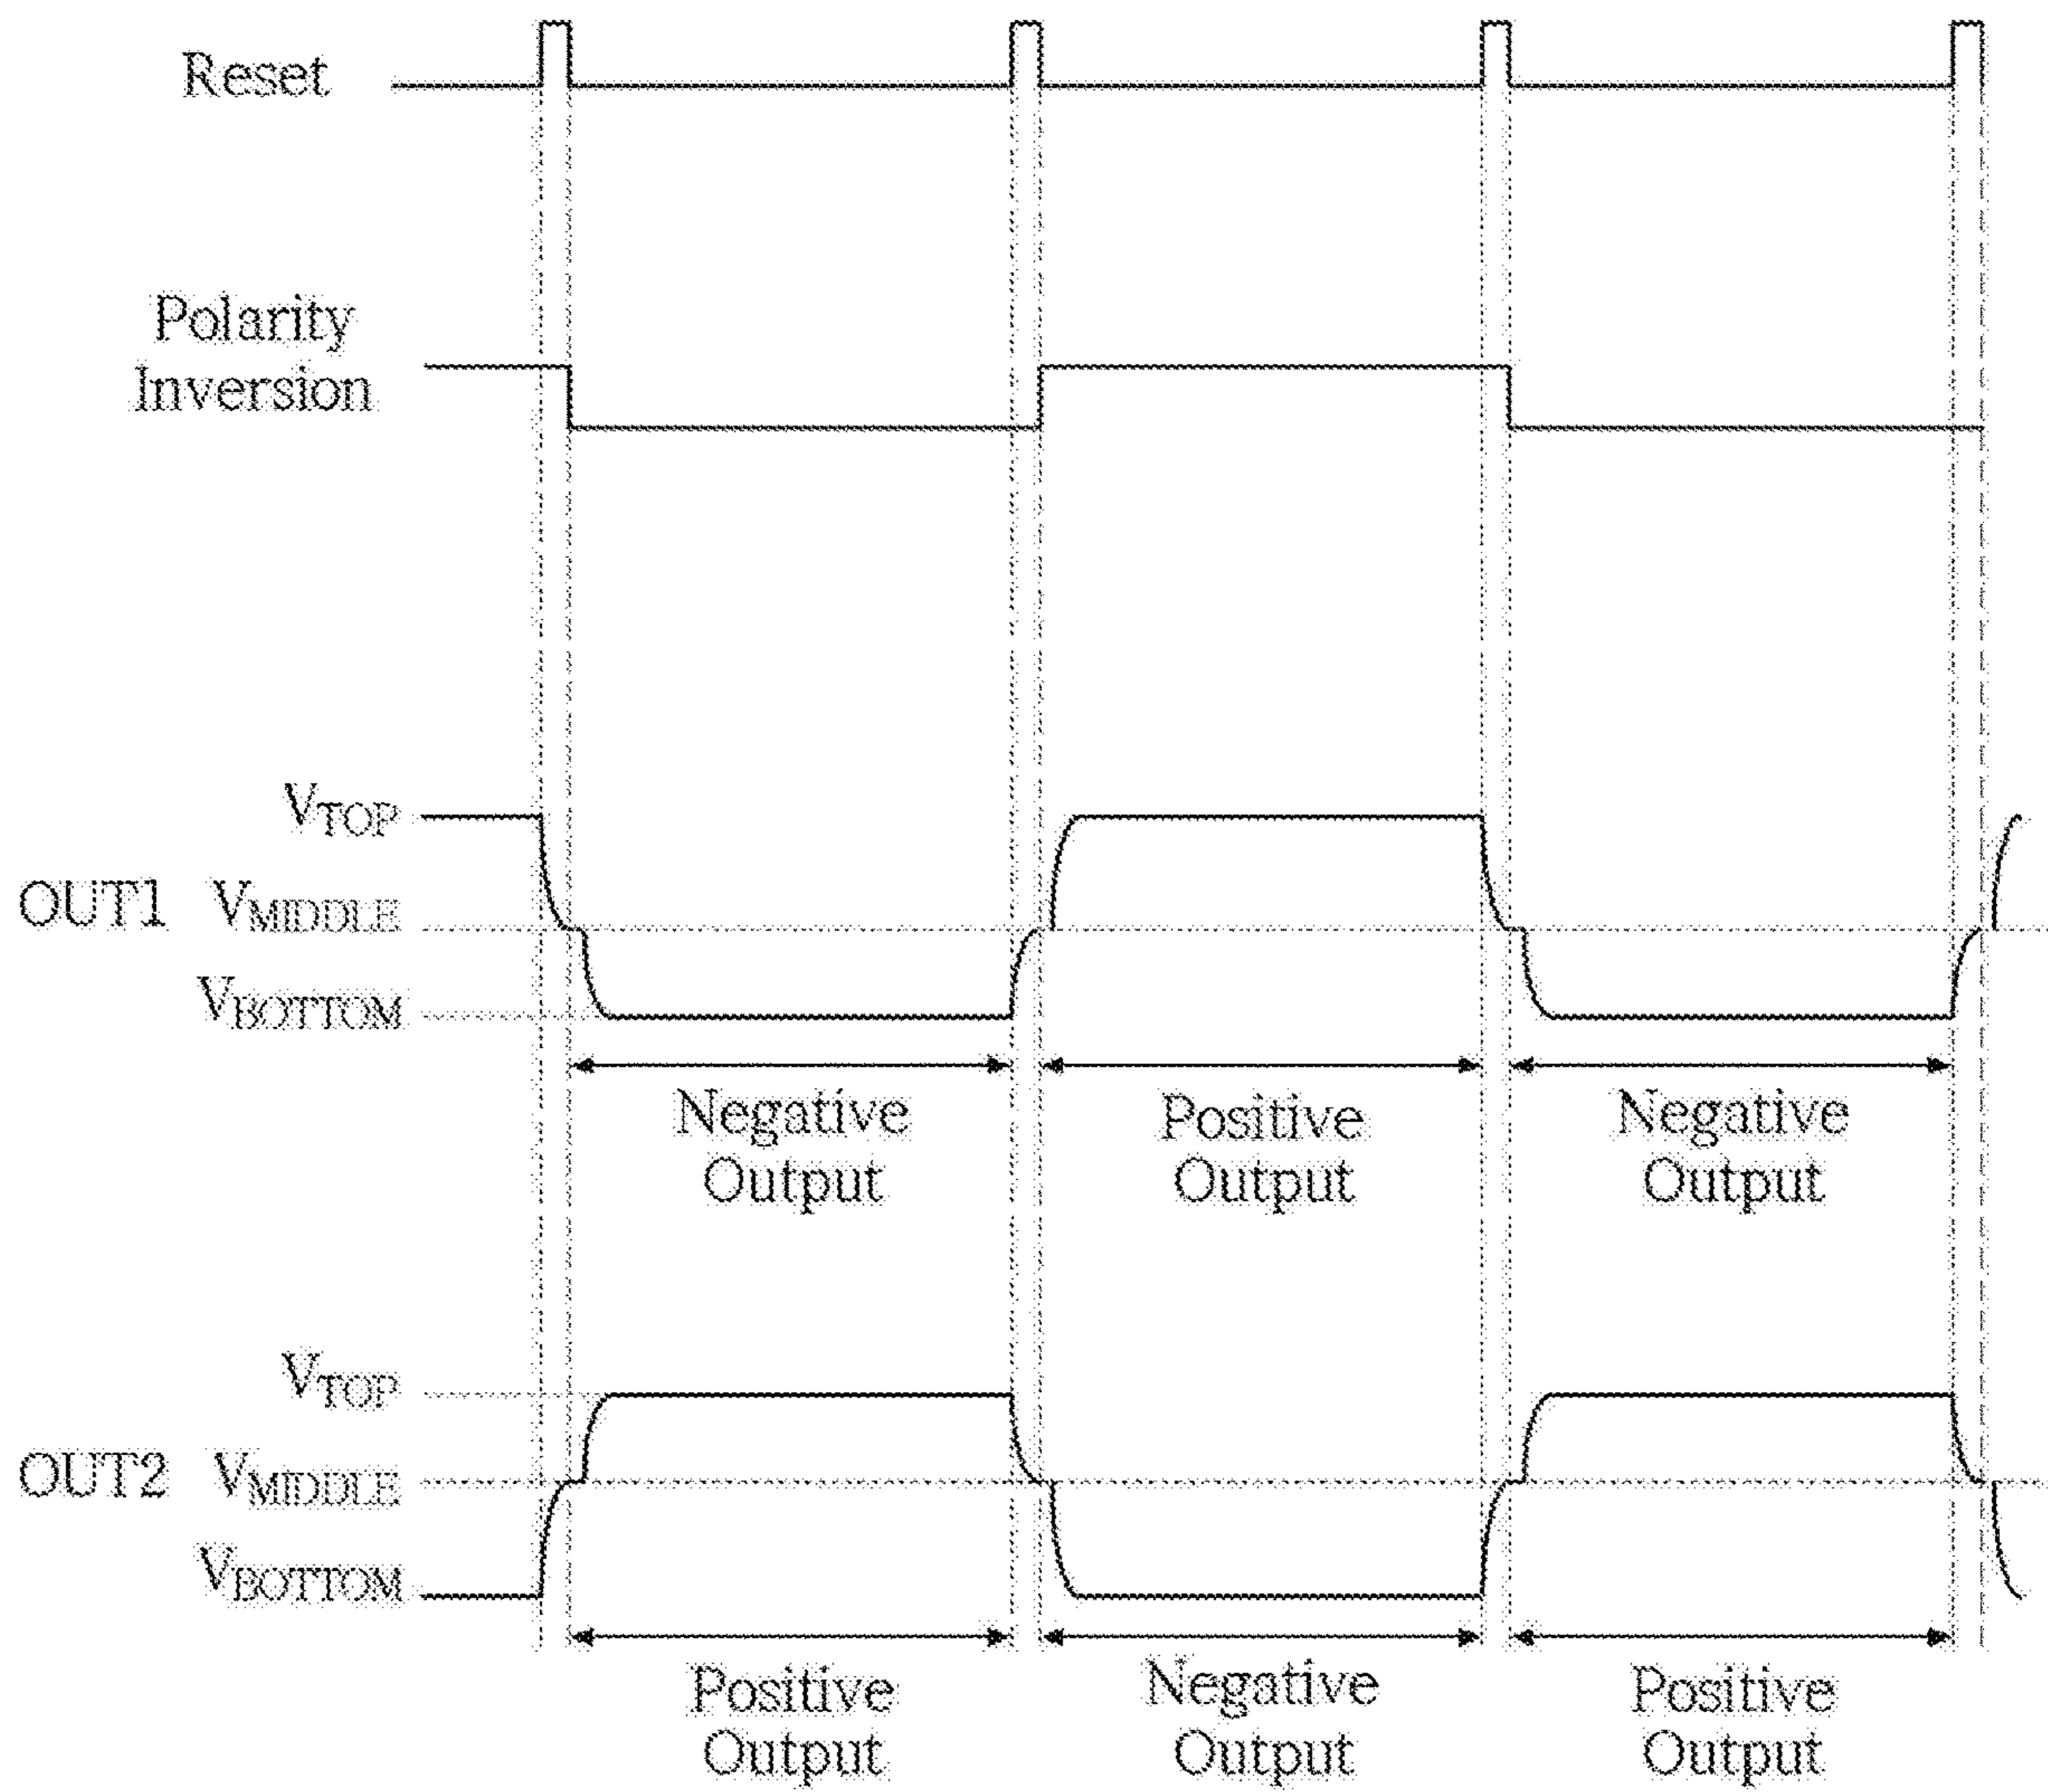 Reset
Polarity
Inversion
VTOP
OUT1 VMIDDLE
VBOTTOM
Negative Output
Positive Output
Negative Output
VTOP
OUT2 VMIDDLE
VBOTTOM
Positive Output
Negative Output
Positive Output